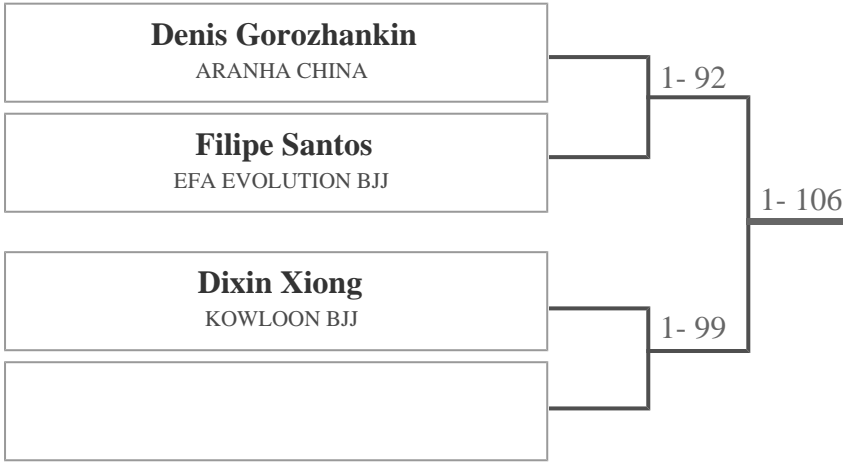 Denis Gorozhankin
ARANHA CHINA
1- 92
Filipe Santos
EFA EVOLUTION BJJ
1- 106
Dixin Xiong
KOWLOON BJJ
1- 99